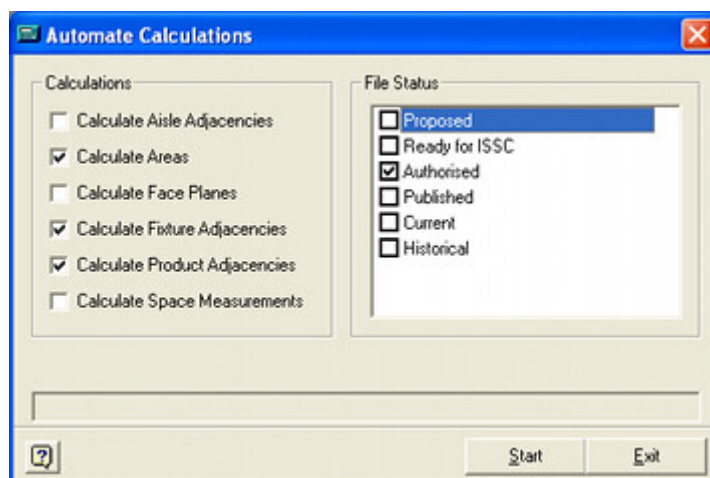 Automate Calculations
Calculations
Calculate Aisle Adjacencies
Calculate Areas
Calculate Face Planes
Calculate Fixture Adjacencies
Calculate Product Adjacencies
Calculate Space Measurements
File Status
Proposed
Ready for ISSC
Authorised
Published
Current
Historical
?
Start
Exit